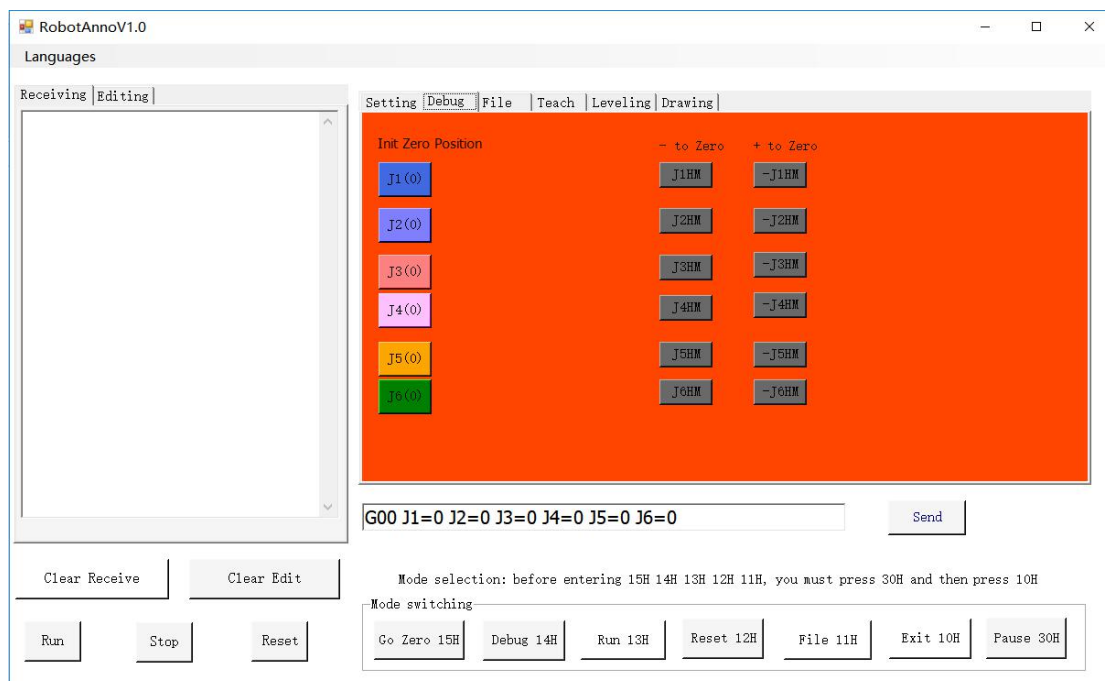 RobotAnnoV1.0
Languages
Receiving Editing
Setting Debug File Teach Leveling Drawing
Init Zero Position - to Zero + to Zero
J1(0) J1HM -J1HM
J2(0) J2HM -J2HM
J3(0) J3HM -J3HM
J4(0) J4HM -J4HM
J5(0) J5HM -J5HM
J6(0) J6HM -J6HM
G00 J1=0 J2=0 J3=0 J4=0 J5=0 J6=0 Send
Clear Receive Clear Edit
Mode selection: before entering 15H 14H 13H 12H 11H, you must press 30H and then press 10H
Mode switching
Run Stop Reset
Go Zero 15H Debug 14H Run 13H Reset 12H File 11H Exit 10H Pause 30H